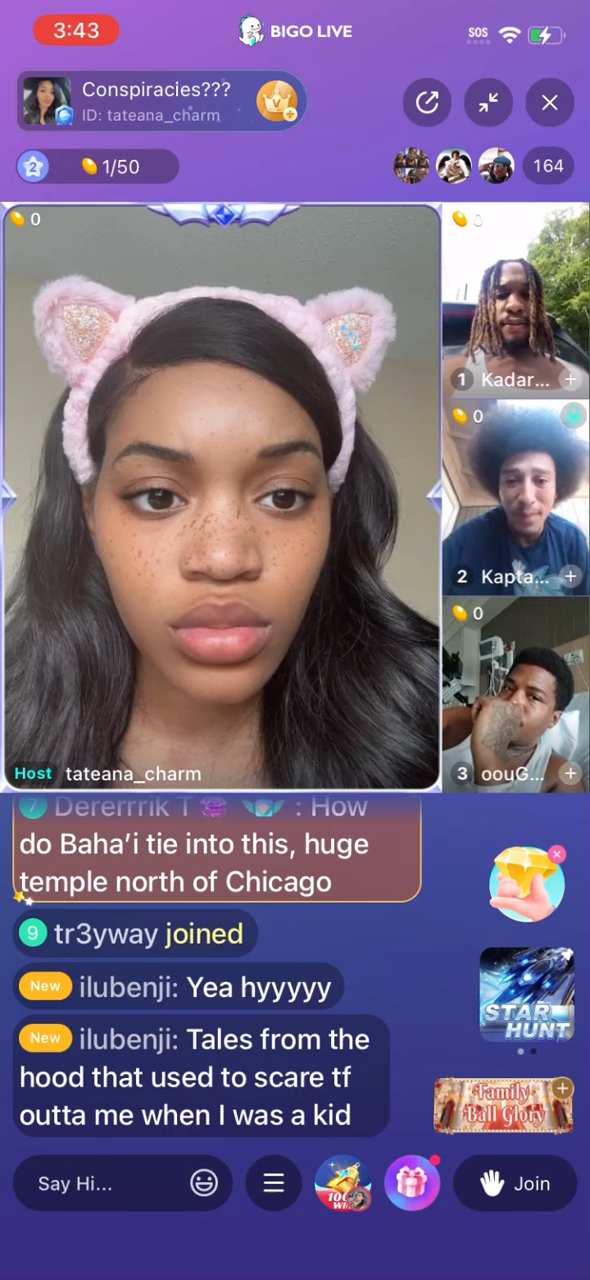 3:43
BIGO LIVE
SOS
Conspiracies???
ID: tateana_charm
V
2
1/50
164
0
0
1 Kadar...
0
2 Kapta...
0
3 oouG...
Host tateana_charm
7 Dererrrik T : How
do Baha’i tie into this, huge
temple north of Chicago
9 tr3yway joined
New ilubenji: Yea hyyyyy
New ilubenji: Tales from the
hood that used to scare tf
outta me when I was a kid
STAR
HUNT
Family
Ball Glory
Say Hi...
Join